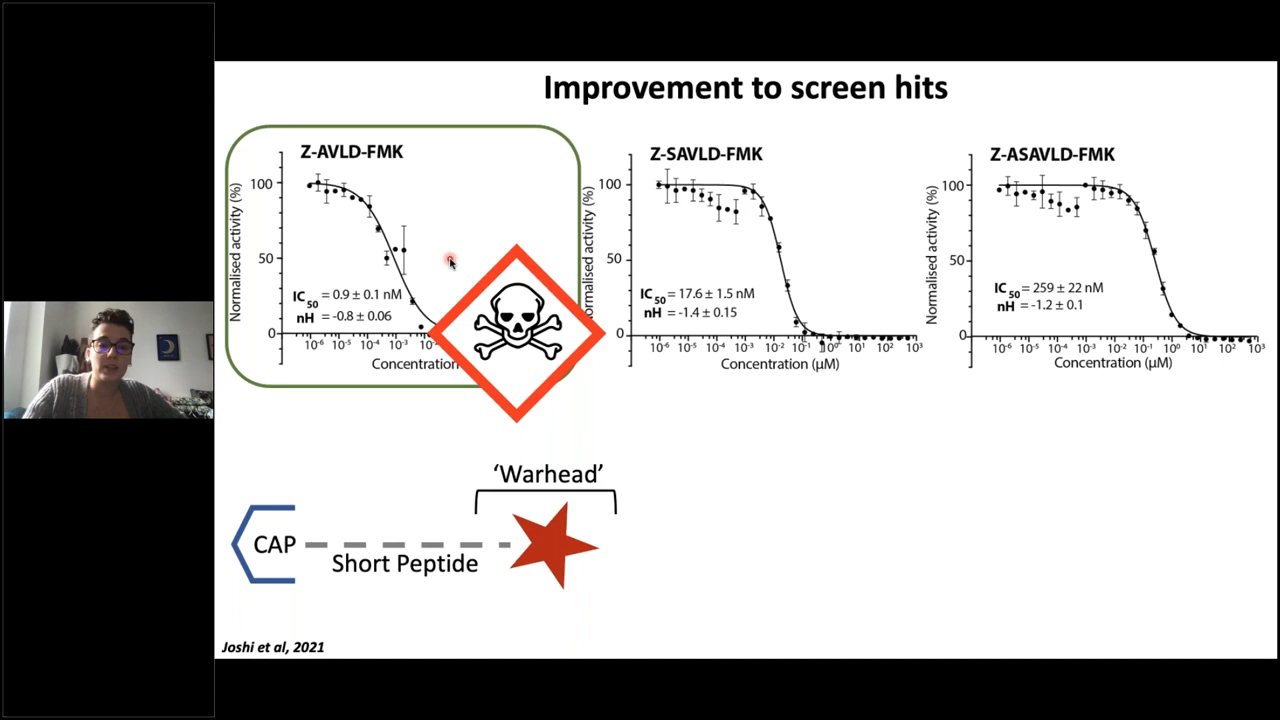 Improvement to screen hits
Z-AVLD-FMK
Normalised activity (%)
100
50
0
IC50 = 0.9 ± 0.1 nM
nH = -0.8 ± 0.06
10-6 10-5 10-4 10-3
Concentration
Z-SAVLD-FMK
Normalised activity (%)
100
50
0
IC50 = 17.6 ± 1.5 nM
nH = -1.4 ± 0.15
10-6 10-5 10-4 10-3 10-2 10-1 100 101 102 103
Concentration (µM)
Z-ASAVLD-FMK
Normalised activity (%)
100
50
0
IC50 = 259 ± 22 nM
nH = -1.2 ± 0.1
10-6 10-5 10-4 10-3 10-2 10-1 100 101 102 103
Concentration (µM)
'Warhead'
CAP
Short Peptide
Joshi et al, 2021